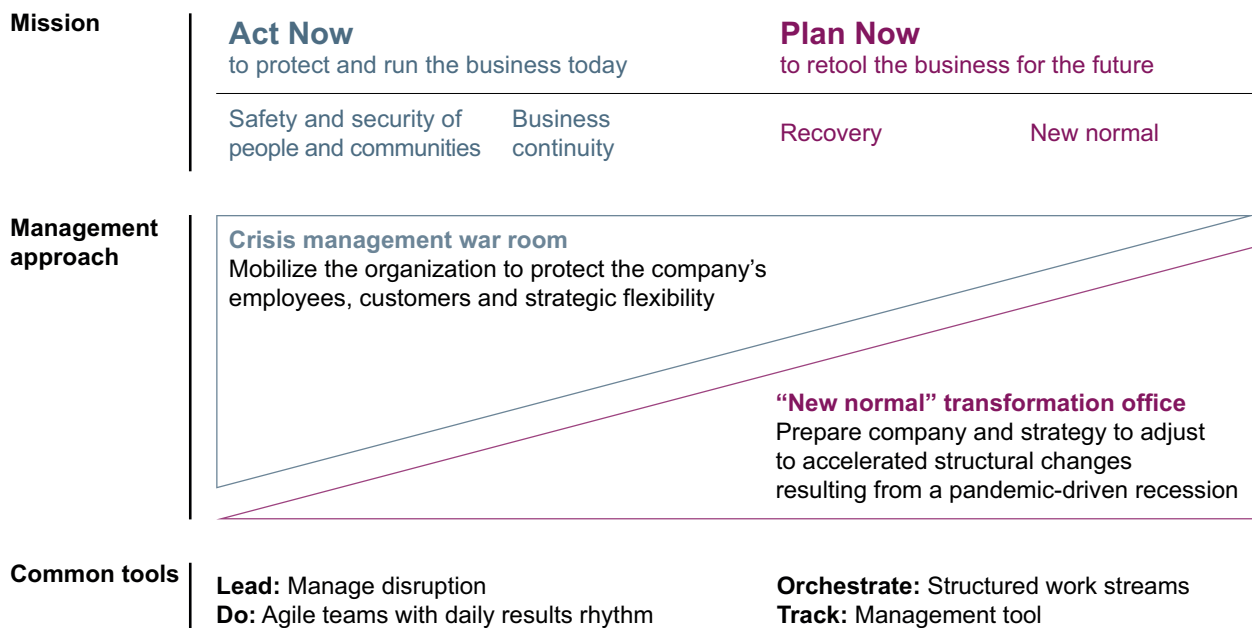 Mission
Act Now
to protect and run the business today
Plan Now
to retool the business for the future
Safety and security of
people and communities
Business
continuity
Recovery
New normal
Management
approach
Crisis management war room
Mobilize the organization to protect the company’s
employees, customers and strategic flexibility
“New normal” transformation office
Prepare company and strategy to adjust
to accelerated structural changes
resulting from a pandemic-driven recession
Common tools
Lead: Manage disruption
Do: Agile teams with daily results rhythm
Orchestrate: Structured work streams
Track: Management tool